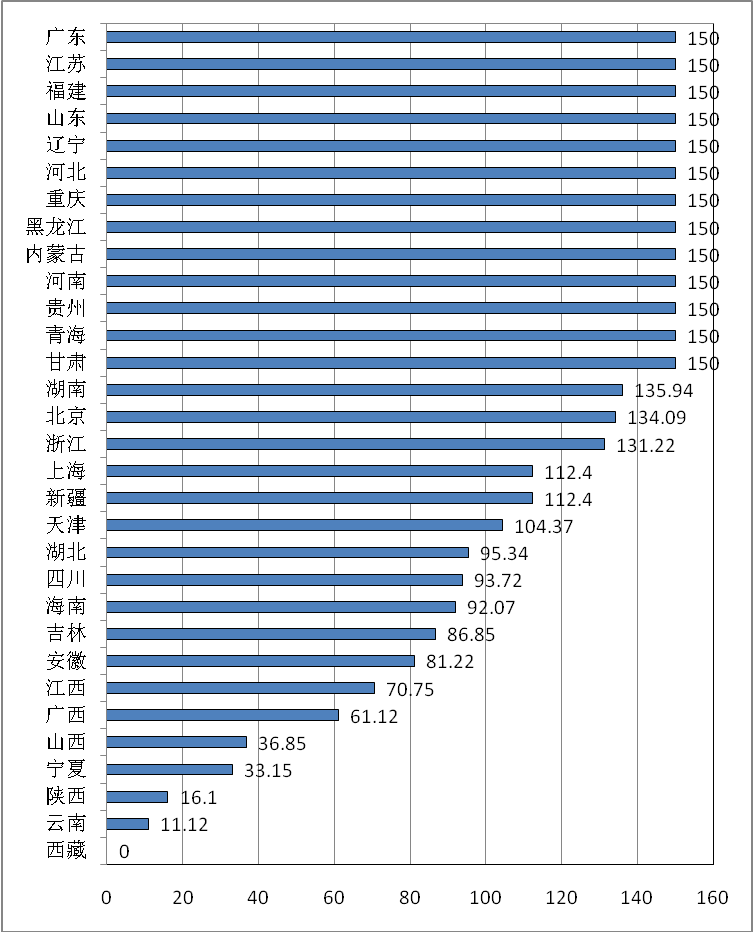 广东 150
江苏 150
福建 150
山东 150
辽宁 150
河北 150
重庆 150
黑龙江 150
内蒙古 150
河南 150
贵州 150
青海 150
甘肃 150
湖南 135.94
北京 134.09
浙江 131.22
上海 112.4
新疆 112.4
天津 104.37
湖北 95.34
四川 93.72
海南 92.07
吉林 86.85
安徽 81.22
江西 70.75
广西 61.12
山西 36.85
宁夏 33.15
陕西 16.1
云南 11.12
西藏 0
0 20 40 60 80 100 120 140 160